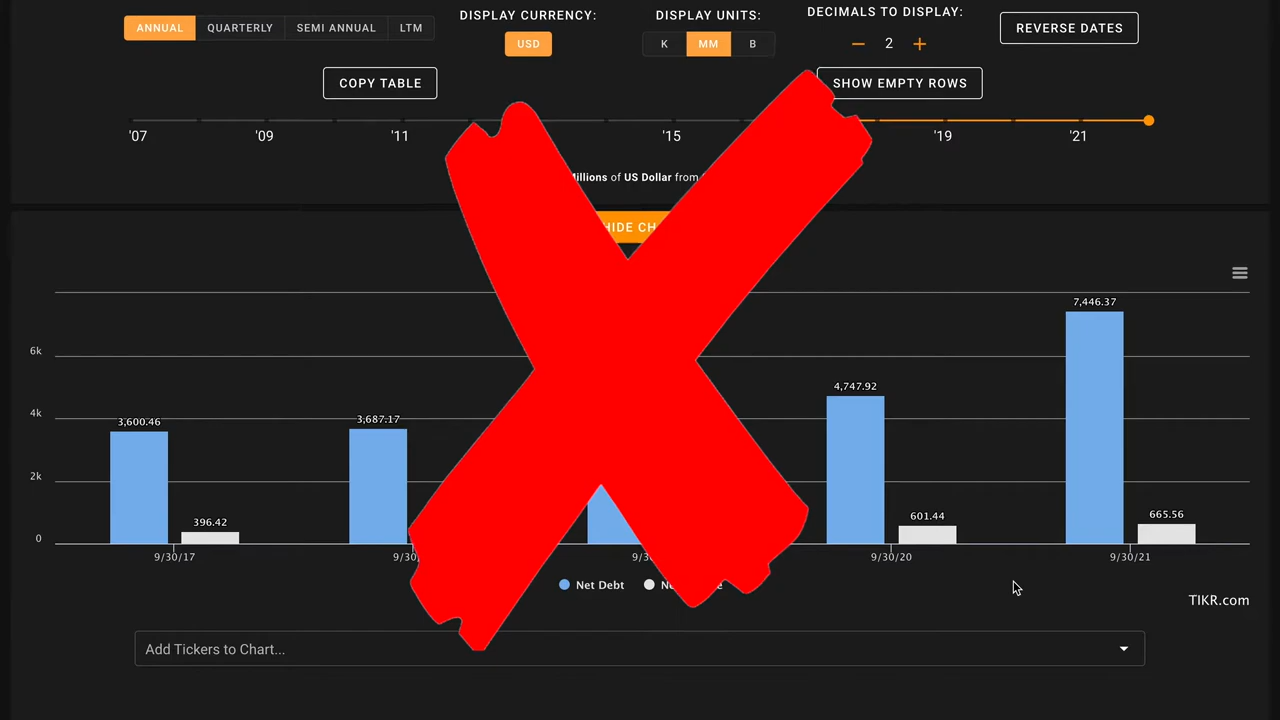 ANNUAL QUARTERLY SEMI ANNUAL LTM
DISPLAY CURRENCY:
USD
DISPLAY UNITS:
K MM B
DECIMALS TO DISPLAY:
2
REVERSE DATES
COPY TABLE
SHOW EMPTY ROWS
'07 '09 '11 '15 '19 '21
of US Dollar from
HIDE
7,446.37
6k
4,747.92
4k
3,600.46 3,687.17
2k
396.42 601.44 665.56
0
9/30/17 9/30/20 9/30/21
Net Debt
TIKR.com
Add Tickers to Chart...